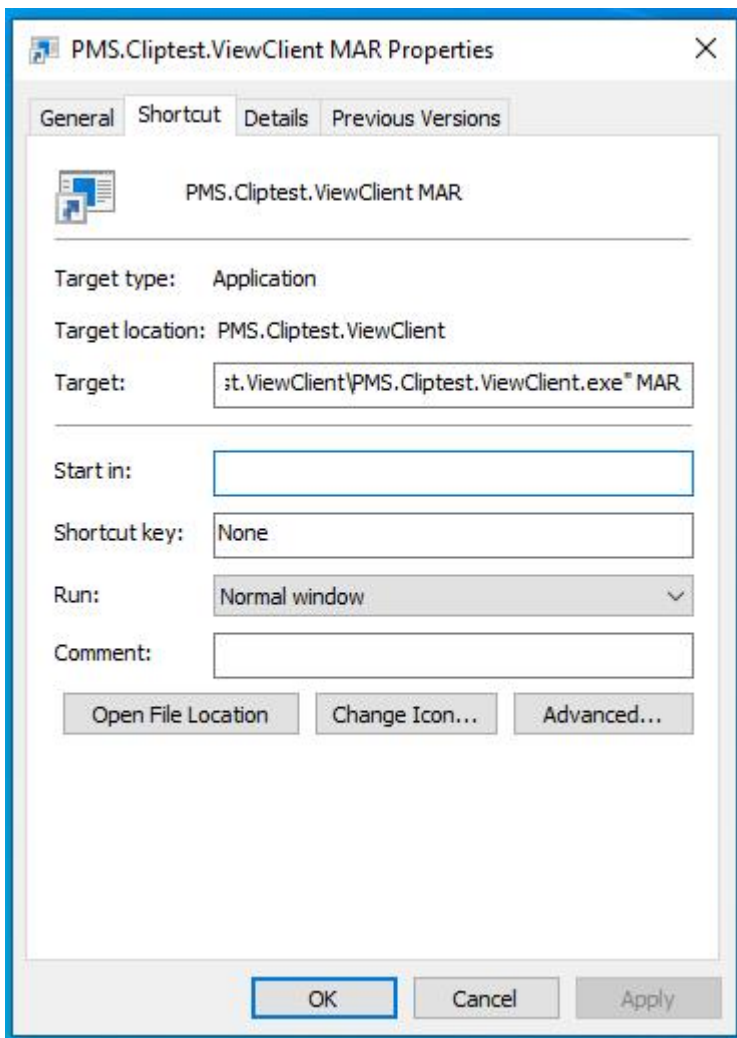 PMS.Cliptest.ViewClient MAR Properties
General Shortcut Details Previous Versions
PMS.Cliptest.ViewClient MAR
Target type: Application
Target location: PMS.Cliptest.ViewClient
Target: st.ViewClient\PMS.Cliptest.ViewClient.exe" MAR
Start in:
Shortcut key: None
Run: Normal window
Comment:
Open File Location Change Icon... Advanced...
OK Cancel Apply